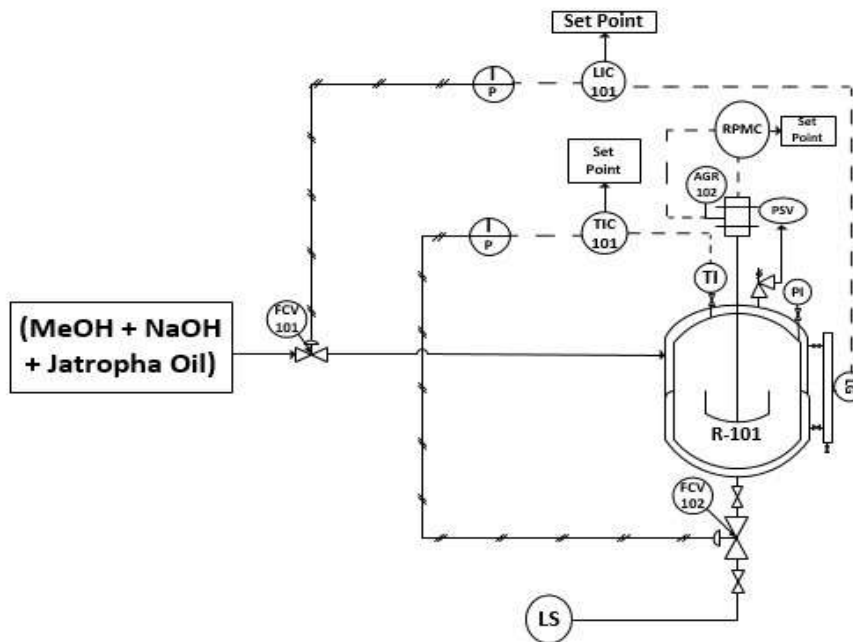 Set Point
I
P
LIC
101
RPMC
Set
Point
Set
Point
AGR
102
PSV
I
P
TIC
101
TI
PI
FCV
101
(MeOH + NaOH
+ Jatropha Oil)
LG
R-101
FCV
102
LS